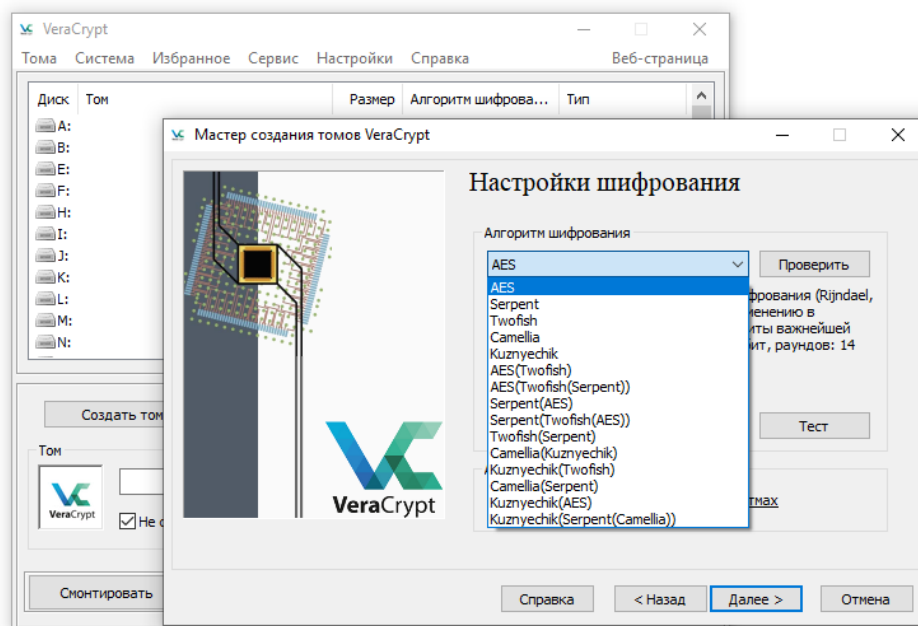 VeraCrypt
Тома Система Избранное Сервис Настройки Справка Веб-страница
Диск Том Размер Алгоритм шифрова... Тип
A:
B:
E:
F:
H:
I:
J:
K:
L:
M:
N:
Создать том
Том
VeraCrypt
Не
Смонтировать
Мастер создания томов VeraCrypt
VeraCrypt
Настройки шифрования
Алгоритм шифрования
AES
Проверить
AES
Serpent
Twofish
Camellia
Kuznyechik
AES(Twofish)
AES(Twofish(Serpent))
Serpent(AES)
Serpent(Twofish(AES))
Twofish(Serpent)
Camellia(Kuznyechik)
Kuznyechik(Twofish)
Camellia(Serpent)
Kuznyechik(AES)
Kuznyechik(Serpent(Camellia))
фрования (Rijndael,
менению в
иты важнейшей
бит, раундов: 14
Тест
тмах
Справка
< Назад
Далее >
Отмена